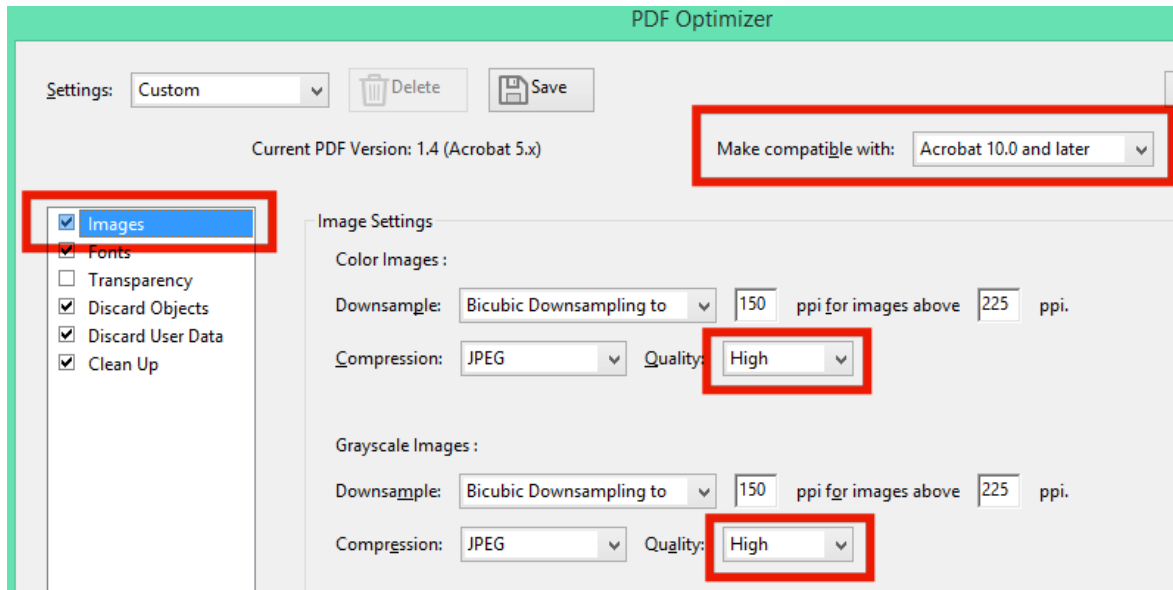 PDF Optimizer
Settings: Custom Delete Save
Current PDF Version: 1.4 (Acrobat 5.x) Make compatible with: Acrobat 10.0 and later
Images
Fonts
Transparency
Discard Objects
Discard User Data
Clean Up
Image Settings
Color Images :
Downsample: Bicubic Downsampling to 150 ppi for images above 225 ppi.
Compression: JPEG Quality: High
Grayscale Images :
Downsample: Bicubic Downsampling to 150 ppi for images above 225 ppi.
Compression: JPEG Quality: High